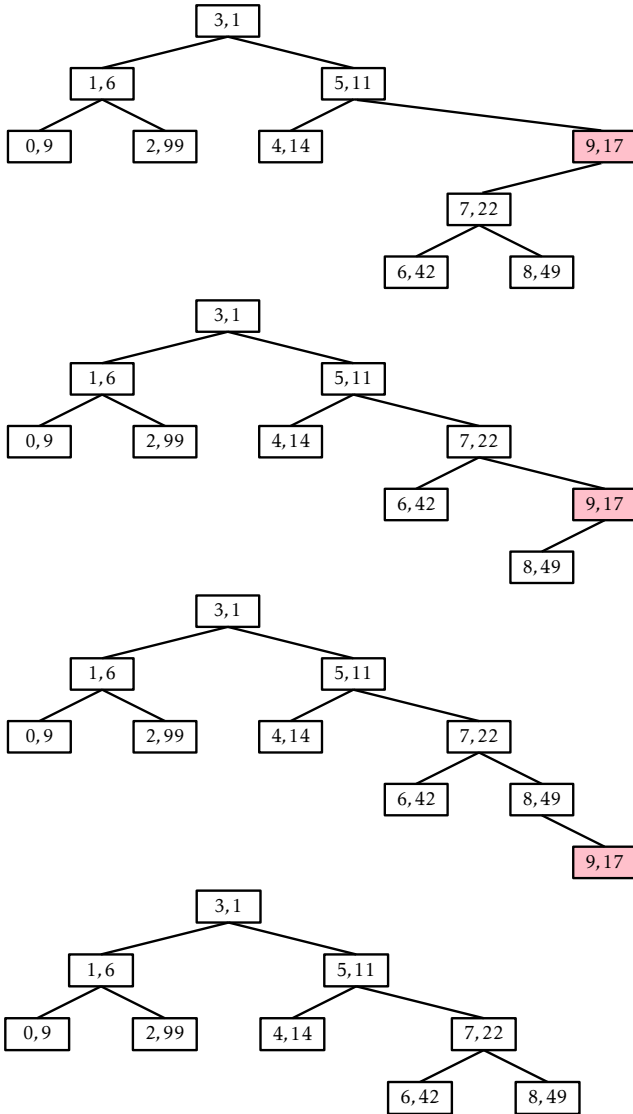 3, 1
1, 6 5, 11
0, 9 2, 99 4, 14 9, 17
7, 22
6, 42 8, 49
3, 1
1, 6 5, 11
0, 9 2, 99 4, 14 7, 22
6, 42 9, 17
8, 49
3, 1
1, 6 5, 11
0, 9 2, 99 4, 14 7, 22
6, 42 8, 49
9, 17
3, 1
1, 6 5, 11
0, 9 2, 99 4, 14 7, 22
6, 42 8, 49